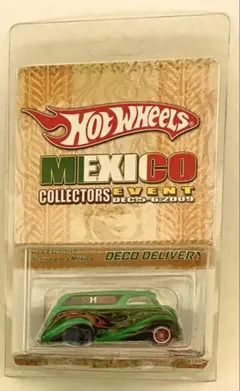 HOT WHEELS
MEXICO
COLLECTORS EVENT
DEC 5-6 2009
DECO DELIVERY
H